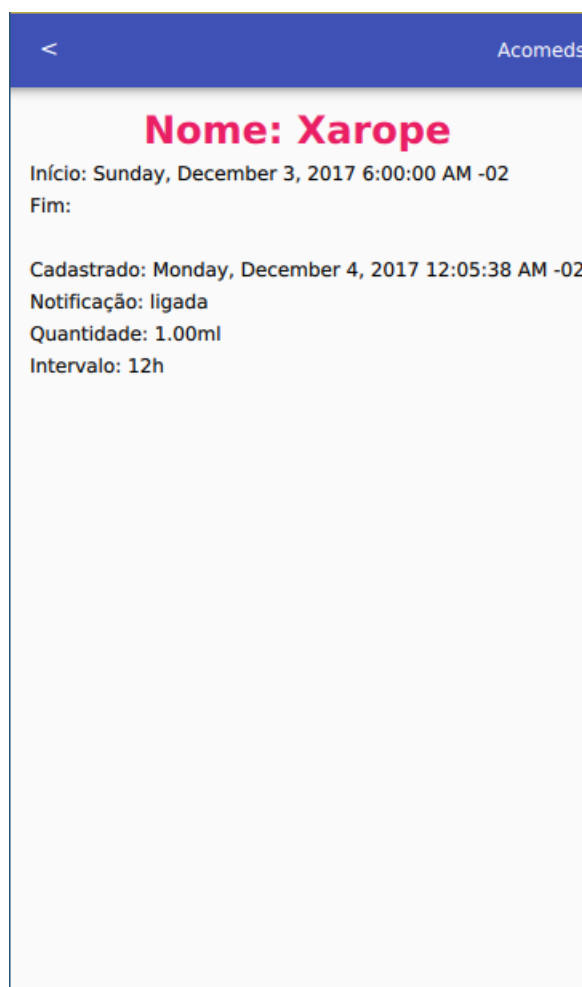 < Acomeds
Nome: Xarope
Início: Sunday, December 3, 2017 6:00:00 AM -02
Fim:
Cadastrado: Monday, December 4, 2017 12:05:38 AM -02
Notificação: ligada
Quantidade: 1.00ml
Intervalo: 12h